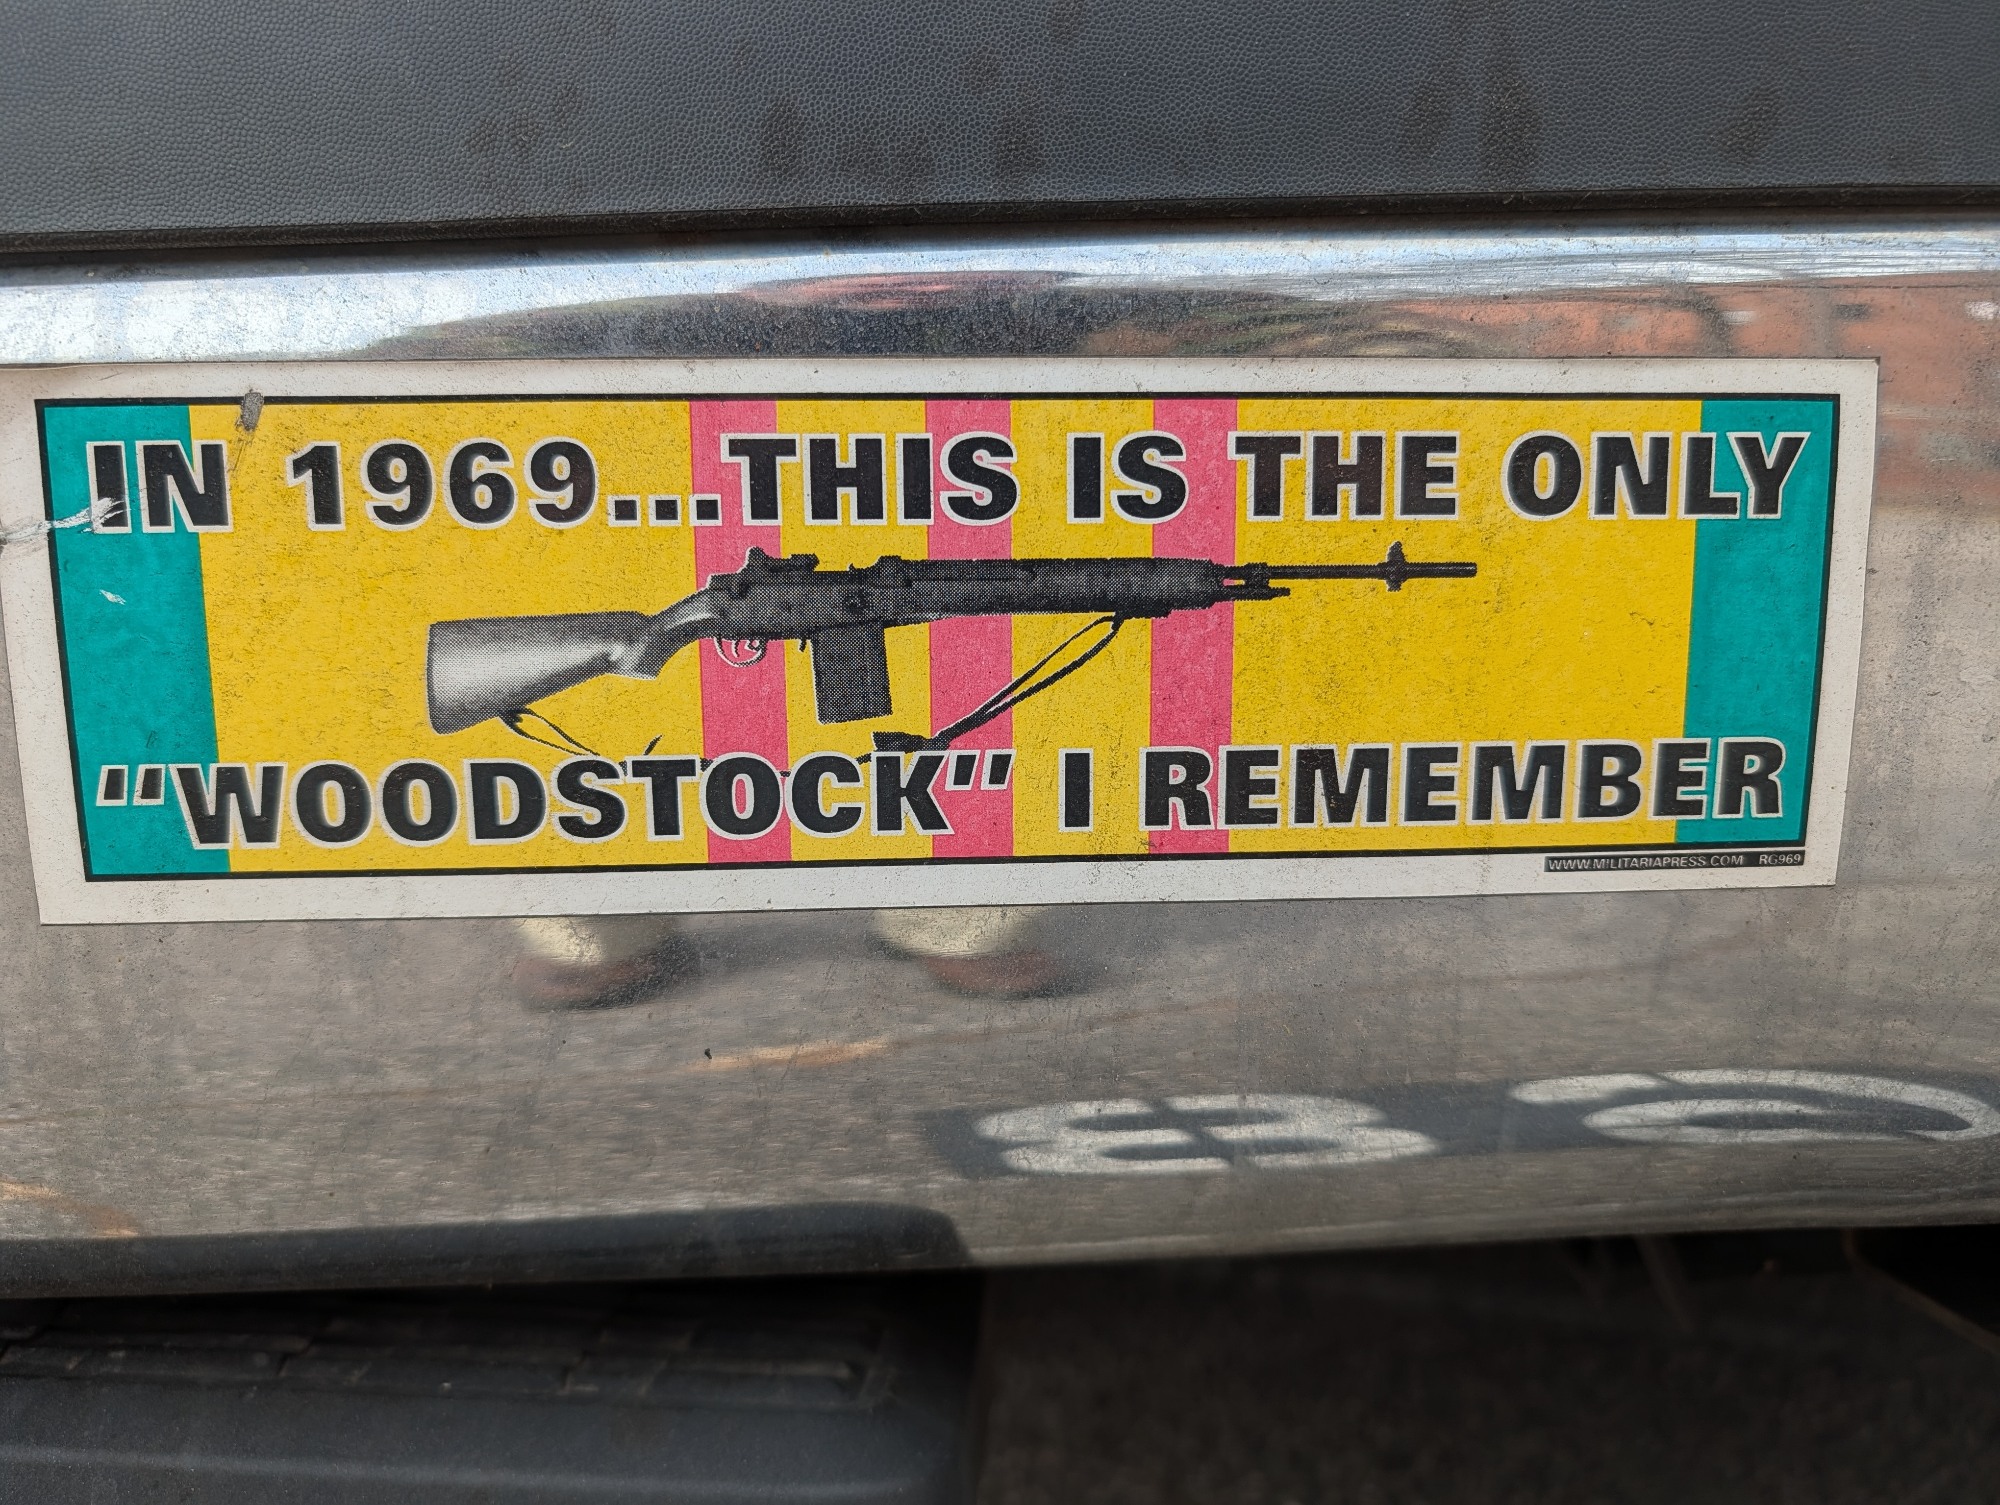 IN 1969...THIS IS THE ONLY
"WOODSTOCK" I REMEMBER
WWW.MILITARIAPRESS.COM RG969